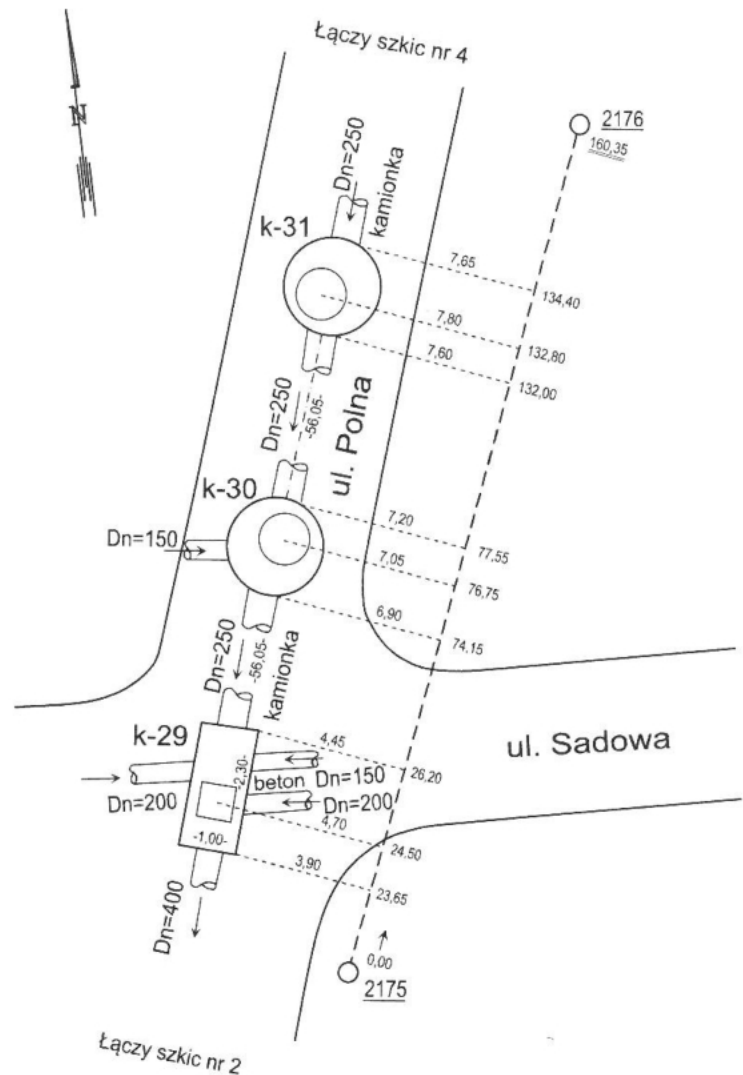 Łączy szkic nr 4
N
2176
160,35
Dn=250
kamionka
k-31
7,65
134,40
7,80
132,80
7,60
132,00
Dn=250
-56,05-
ul. Polna
k-30
Dn=150
7,20
77,55
7,05
76,75
6,90
74,15
Dn=250
-56,05-
kamionka
k-29
4,45
26,20
ul. Sadowa
Dn=200
-2,30-
beton
Dn=150
Dn=200
-1,00-
4,70
24,50
3,90
23,65
Dn=400
0,00
2175
Łączy szkic nr 2